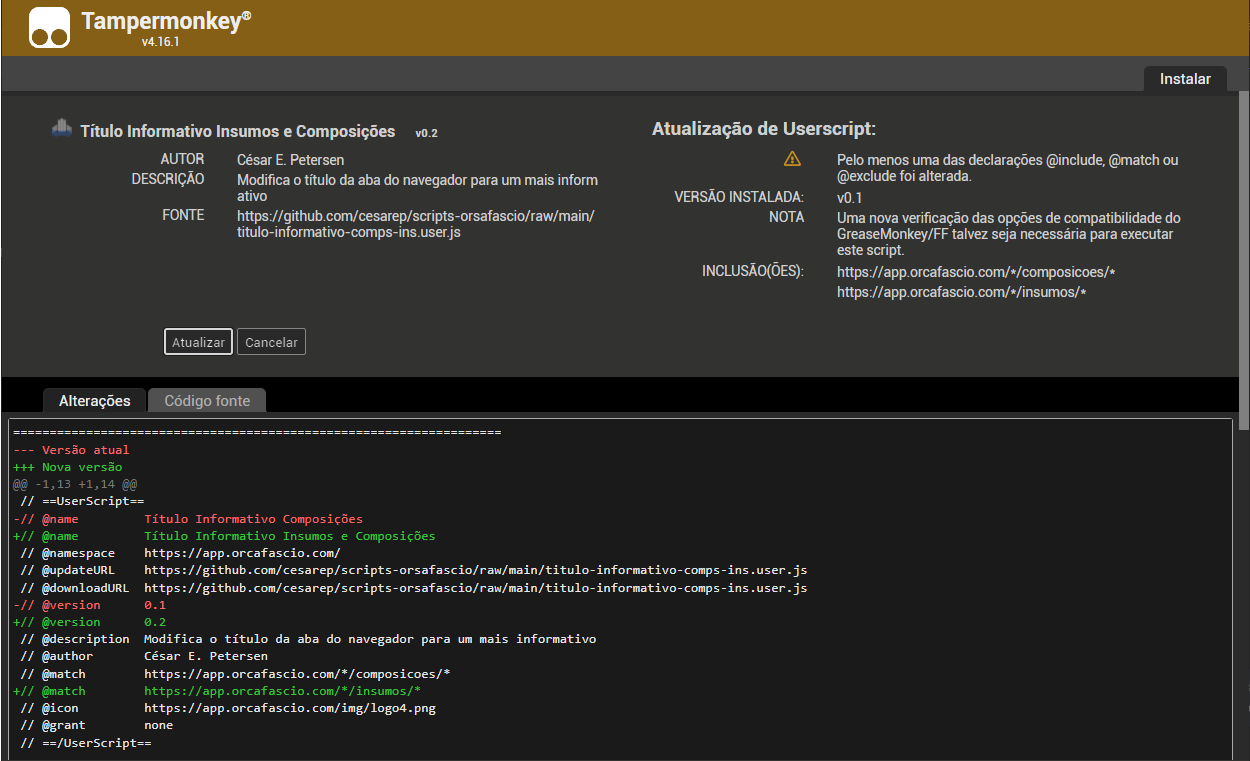 Tampermonkey®
v4.16.1
Instalar
Título Informativo Insumos e Composições v0.2
AUTOR César E. Petersen
DESCRIÇÃO Modifica o título da aba do navegador para um mais inform
ativo
FONTE https://github.com/cesarep/scripts-orsafascio/raw/main/
titulo-informativo-comps-ins.user.js
Atualização de Userscript:
Pelo menos uma das declarações @include, @match ou
@exclude foi alterada.
VERSÃO INSTALADA: v0.1
NOTA Uma nova verificação das opções de compatibilidade do
GreaseMonkey/FF talvez seja necessária para executar
este script.
INCLUSÃO(ÕES): https://app.orcafascio.com/*/composicoes/*
https://app.orcafascio.com/*/insumos/*
Atualizar Cancelar
Alterações Código fonte
===================================================================
--- Versão atual
+++ Nova versão
@@ -1,13 +1,14 @@
// ==UserScript==
-// @name Título Informativo Composições
+// @name Título Informativo Insumos e Composições
// @namespace https://app.orcafascio.com/
// @updateURL https://github.com/cesarep/scripts-orsafascio/raw/main/titulo-informativo-comps-ins.user.js
// @downloadURL https://github.com/cesarep/scripts-orsafascio/raw/main/titulo-informativo-comps-ins.user.js
-// @version 0.1
+// @version 0.2
// @description Modifica o título da aba do navegador para um mais informativo
// @author César E. Petersen
// @match https://app.orcafascio.com/*/composicoes/*
+// @match https://app.orcafascio.com/*/insumos/*
// @icon https://app.orcafascio.com/img/logo4.png
// @grant none
// ==/UserScript==